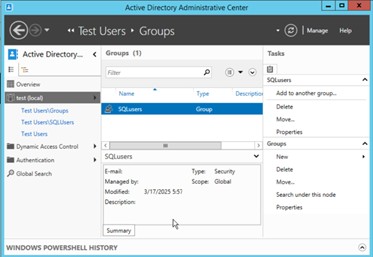 Active Directory Administrative Center
Test Users › Groups
Manage
Help
Active Directory...
Overview
test (local)
Test Users\Groups
Test Users\SQLUsers
Test Users
Dynamic Access Control
Authentication
Global Search
Groups (1)
Filter
Name
Type
Description
SQLusers
Group
SQLusers
E-mail:
Type: Security
Managed by:
Scope: Global
Modified: 3/17/2025 5:57
Description:
Summary
Tasks
SQLusers
Add to another group...
Delete
Move...
Properties
Groups
New
Delete
Move...
Search under this node
Properties
WINDOWS POWERSHELL HISTORY